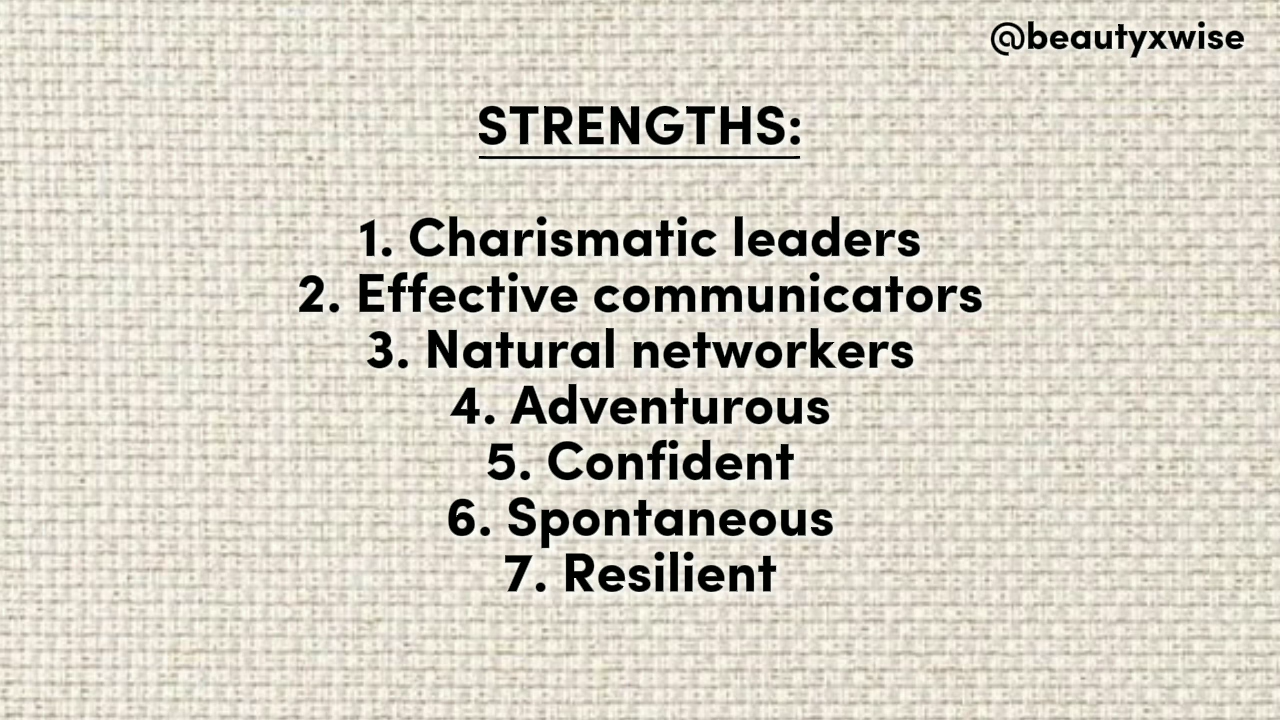 @beautyxwise
STRENGTHS:
1. Charismatic leaders
2. Effective communicators
3. Natural networkers
4. Adventurous
5. Confident
6. Spontaneous
7. Resilient